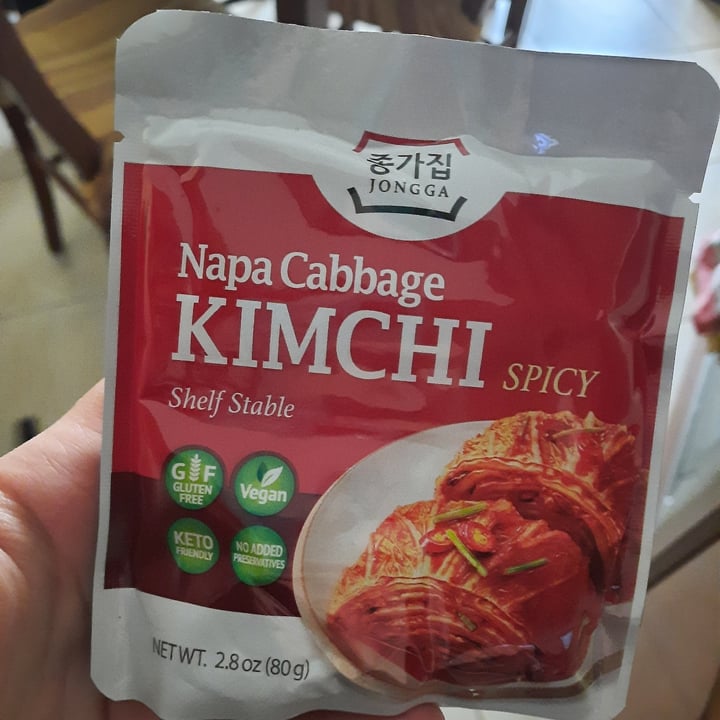 종가집
JONGGA
Napa Cabbage
KIMCHI SPICY
Shelf Stable
GF
GLUTEN
FREE
Vegan
KETO
FRIENDLY
NO ADDED
PRESERVATIVES
NET WT. 2.8 oz (80 g)